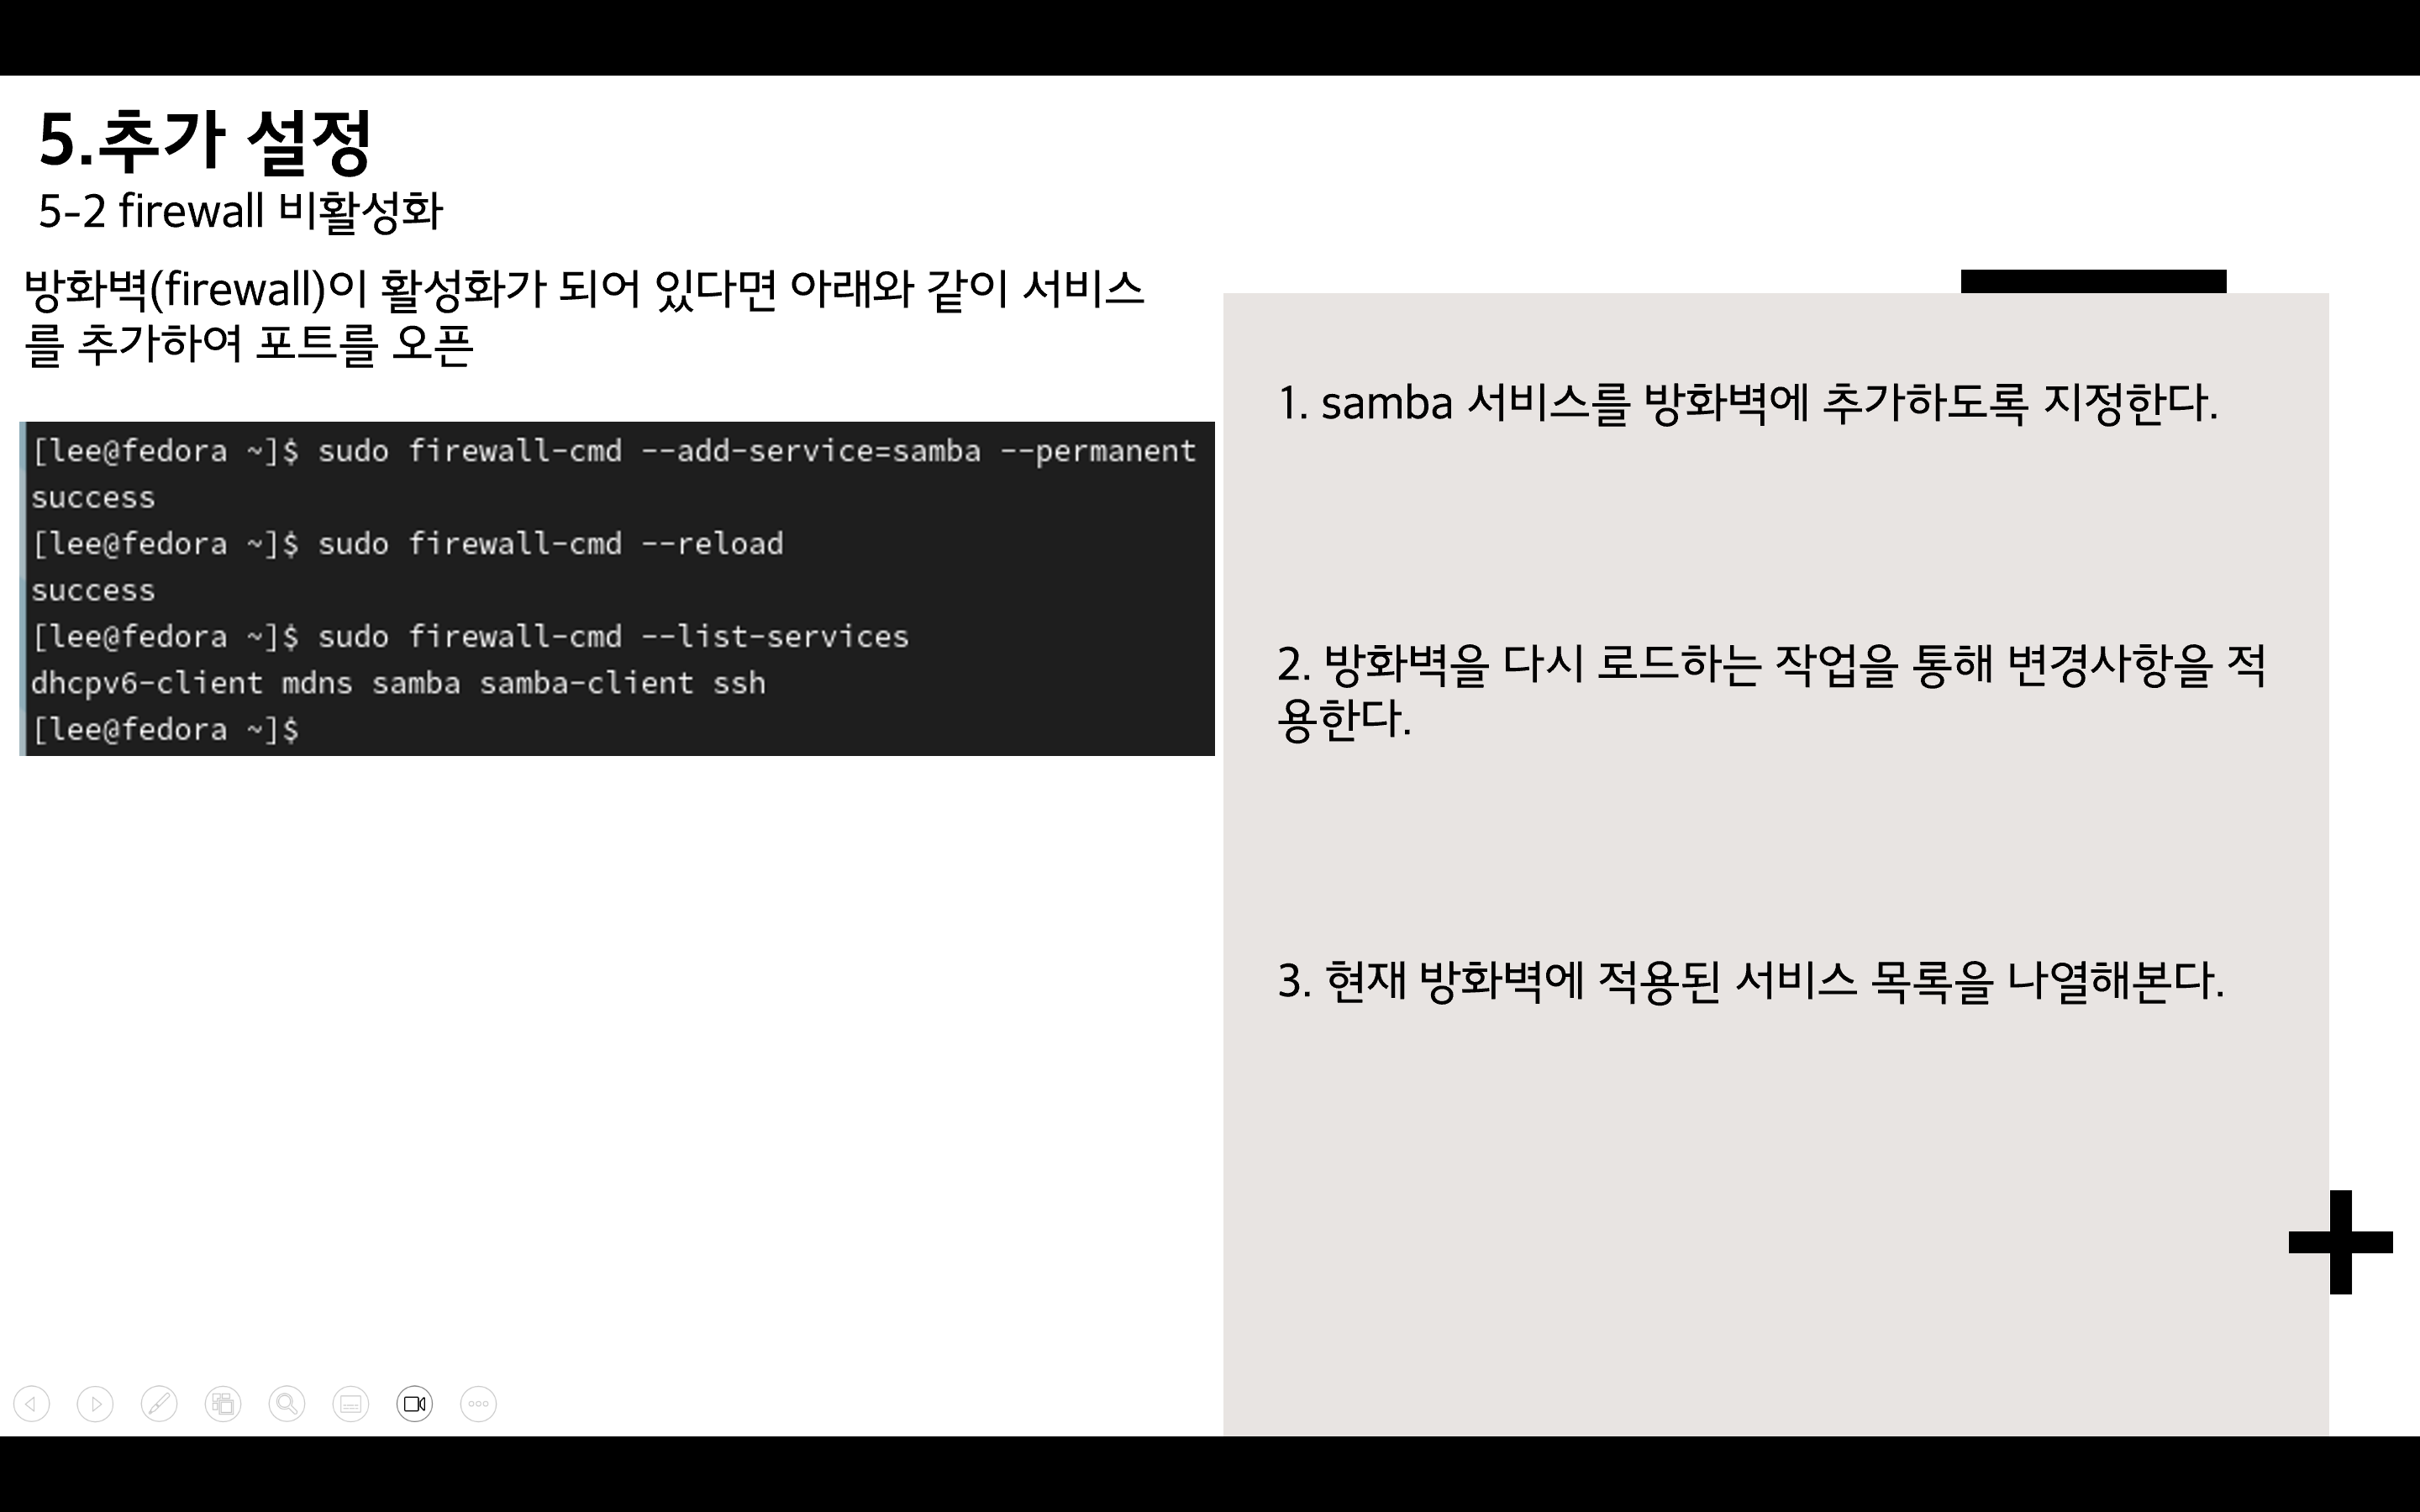 5.추가 설정
5-2 firewall 비활성화
방화벽(firewall)이 활성화가 되어 있다면 아래와 같이 서비스
를 추가하여 포트를 오픈
[lee@fedora ~]$ sudo firewall-cmd --add-service=samba --permanent
success
[lee@fedora ~]$ sudo firewall-cmd --reload
success
[lee@fedora ~]$ sudo firewall-cmd --list-services
dhcpv6-client mdns samba samba-client ssh
[lee@fedora ~]$
1. samba 서비스를 방화벽에 추가하도록 지정한다.
2. 방화벽을 다시 로드하는 작업을 통해 변경사항을 적
용한다.
3. 현재 방화벽에 적용된 서비스 목록을 나열해본다.